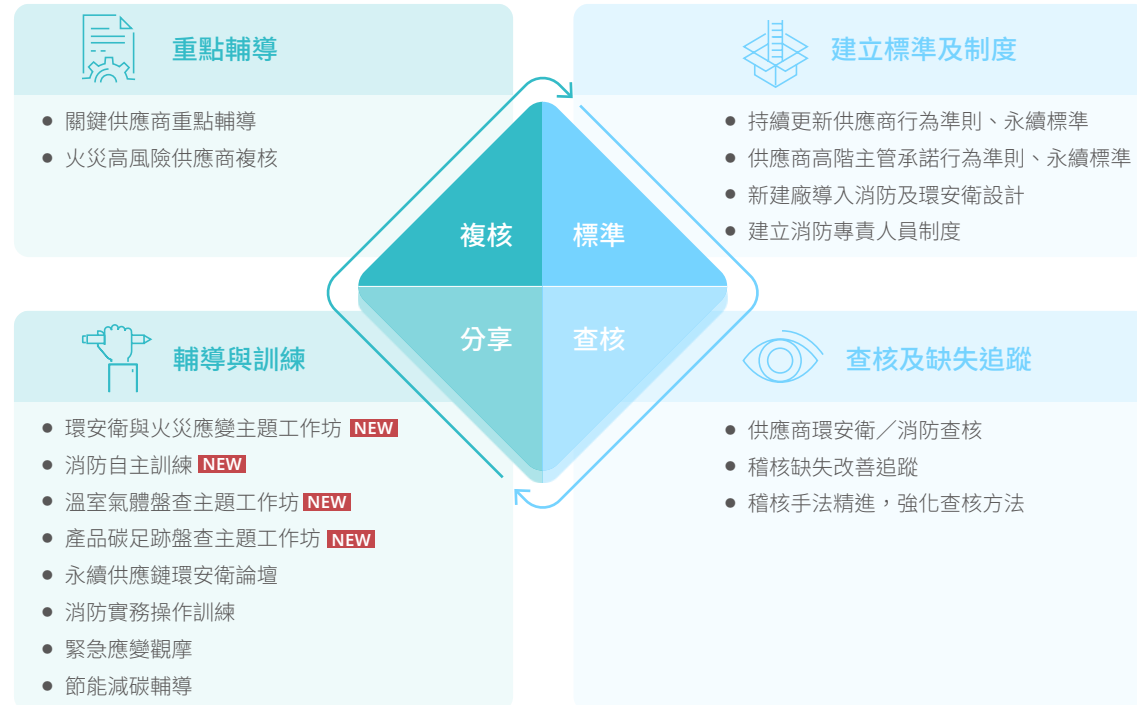 重點輔導
關鍵供應商重點輔導
火災高風險供應商複核
建立標準及制度
持續更新供應商行為準則、永續標準
供應商高階主管承諾行為準則、永續標準
新建廠導入消防及環安衛設計
建立消防專責人員制度
複核
標準
分享
查核
輔導與訓練
環安衛與火災應變主題工作坊 NEW
消防自主訓練 NEW
溫室氣體盤查主題工作坊 NEW
產品碳足跡盤查主題工作坊 NEW
永續供應鏈環安衛論壇
消防實務操作訓練
緊急應變觀摩
節能減碳輔導
查核及缺失追蹤
供應商環安衛／消防查核
稽核缺失改善追蹤
稽核手法精進，強化查核方法